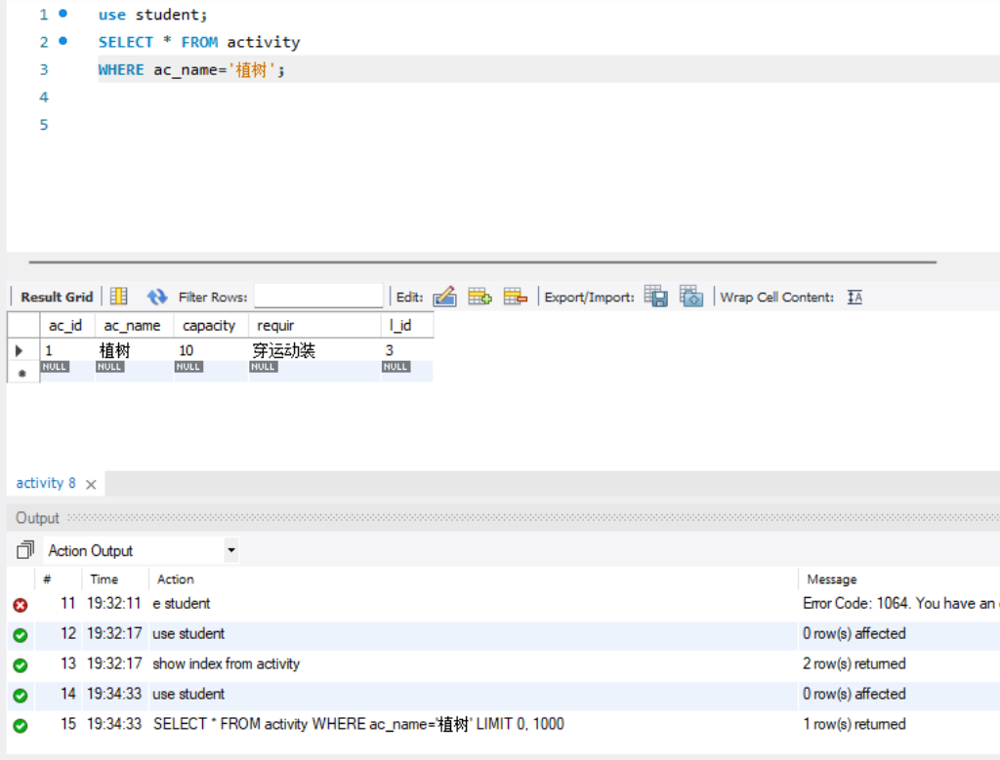 1 use student;
2 SELECT * FROM activity
3 WHERE ac_name='植树';
4
5
Result Grid Filter Rows: Edit: Export/Import: Wrap Cell Content: IA
ac_id ac_name capacity requir l_id
1 植树 10 穿运动装 3
NULL NULL NULL NULL NULL
activity 8
Output
Action Output
# Time Action Message
11 19:32:11 e student Error Code: 1064. You have an
12 19:32:17 use student 0 row(s) affected
13 19:32:17 show index from activity 2 row(s) returned
14 19:34:33 use student 0 row(s) affected
15 19:34:33 SELECT * FROM activity WHERE ac_name='植树' LIMIT 0, 1000 1 row(s) returned